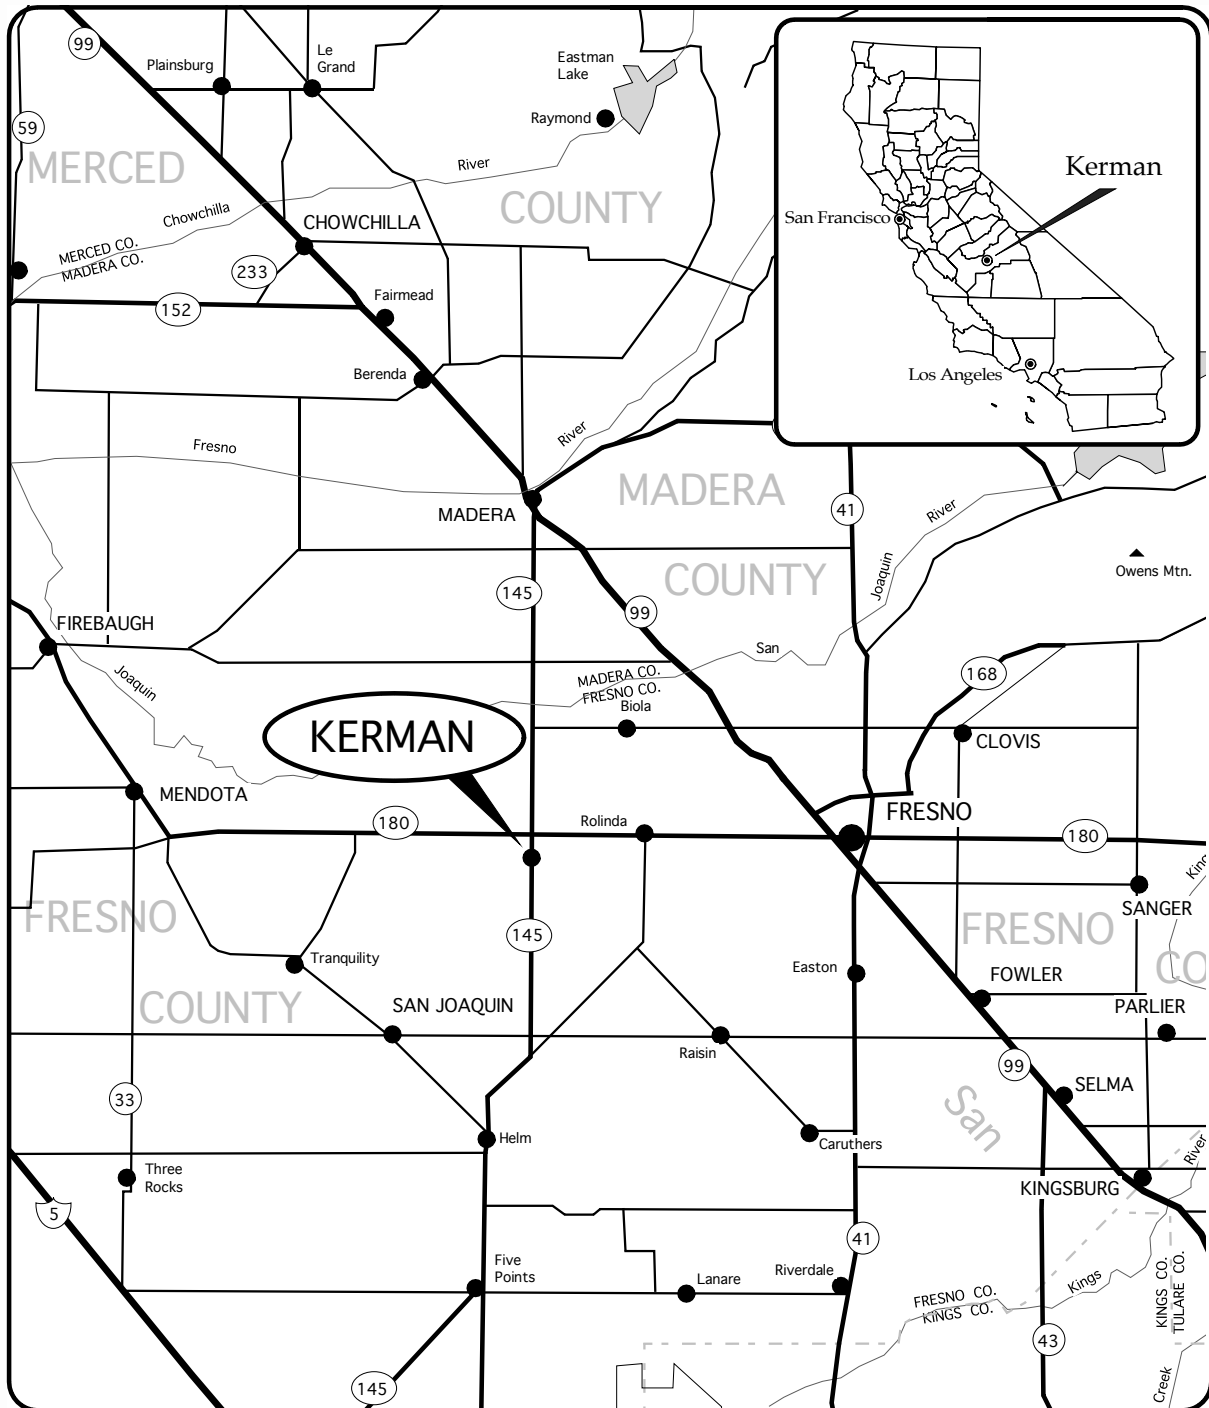 99
Plainsburg
Le
Grand
Eastman
Lake
Raymond
59
MERCED
River
COUNTY
Chowchilla
CHOWCHILLA
MERCED CO.
MADERA CO.
233
152
Fairmead
Berenda
Kerman
San Francisco
Los Angeles
Fresno
River
MADERA
MADERA
COUNTY
41
River
Joaquin
Owens Mtn.
145
99
FIREBAUGH
San
Joaquin
MADERA CO.
FRESNO CO.
168
Biola
KERMAN
CLOVIS
MENDOTA
180
Rolinda
FRESNO
180
SANGER
FRESNO
COUNTY
145
FRESNO
CO
Tranquility
Easton
FOWLER
SAN JOAQUIN
PARLIER
Raisin
99
33
SELMA
San
Helm
Caruthers
Three
Rocks
KINGSBURG
River
5
41
Five
Points
Lanare
Riverdale
FRESNO CO.
KINGS CO.
Kings
KINGS CO.
TULARE CO.
43
145
Creek